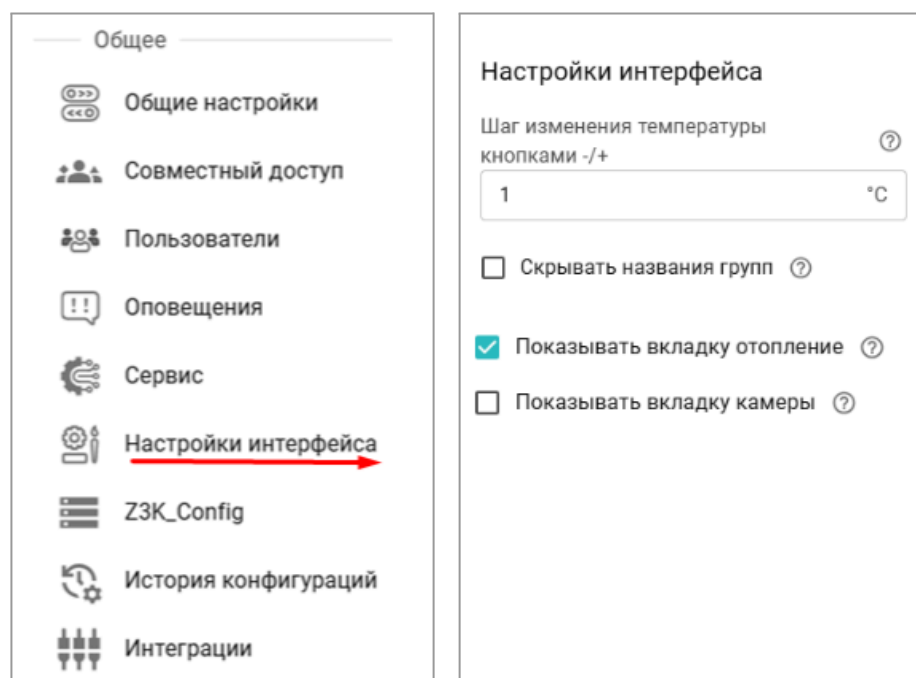 Общее
Общие настройки
Совместный доступ
Пользователи
Оповещения
Сервис
Настройки интерфейса
Z3K_Config
История конфигураций
Интеграции
Настройки интерфейса
Шаг изменения температуры
кнопками -/+
1 °C
Скрывать названия групп
Показывать вкладку отопление
Показывать вкладку камеры